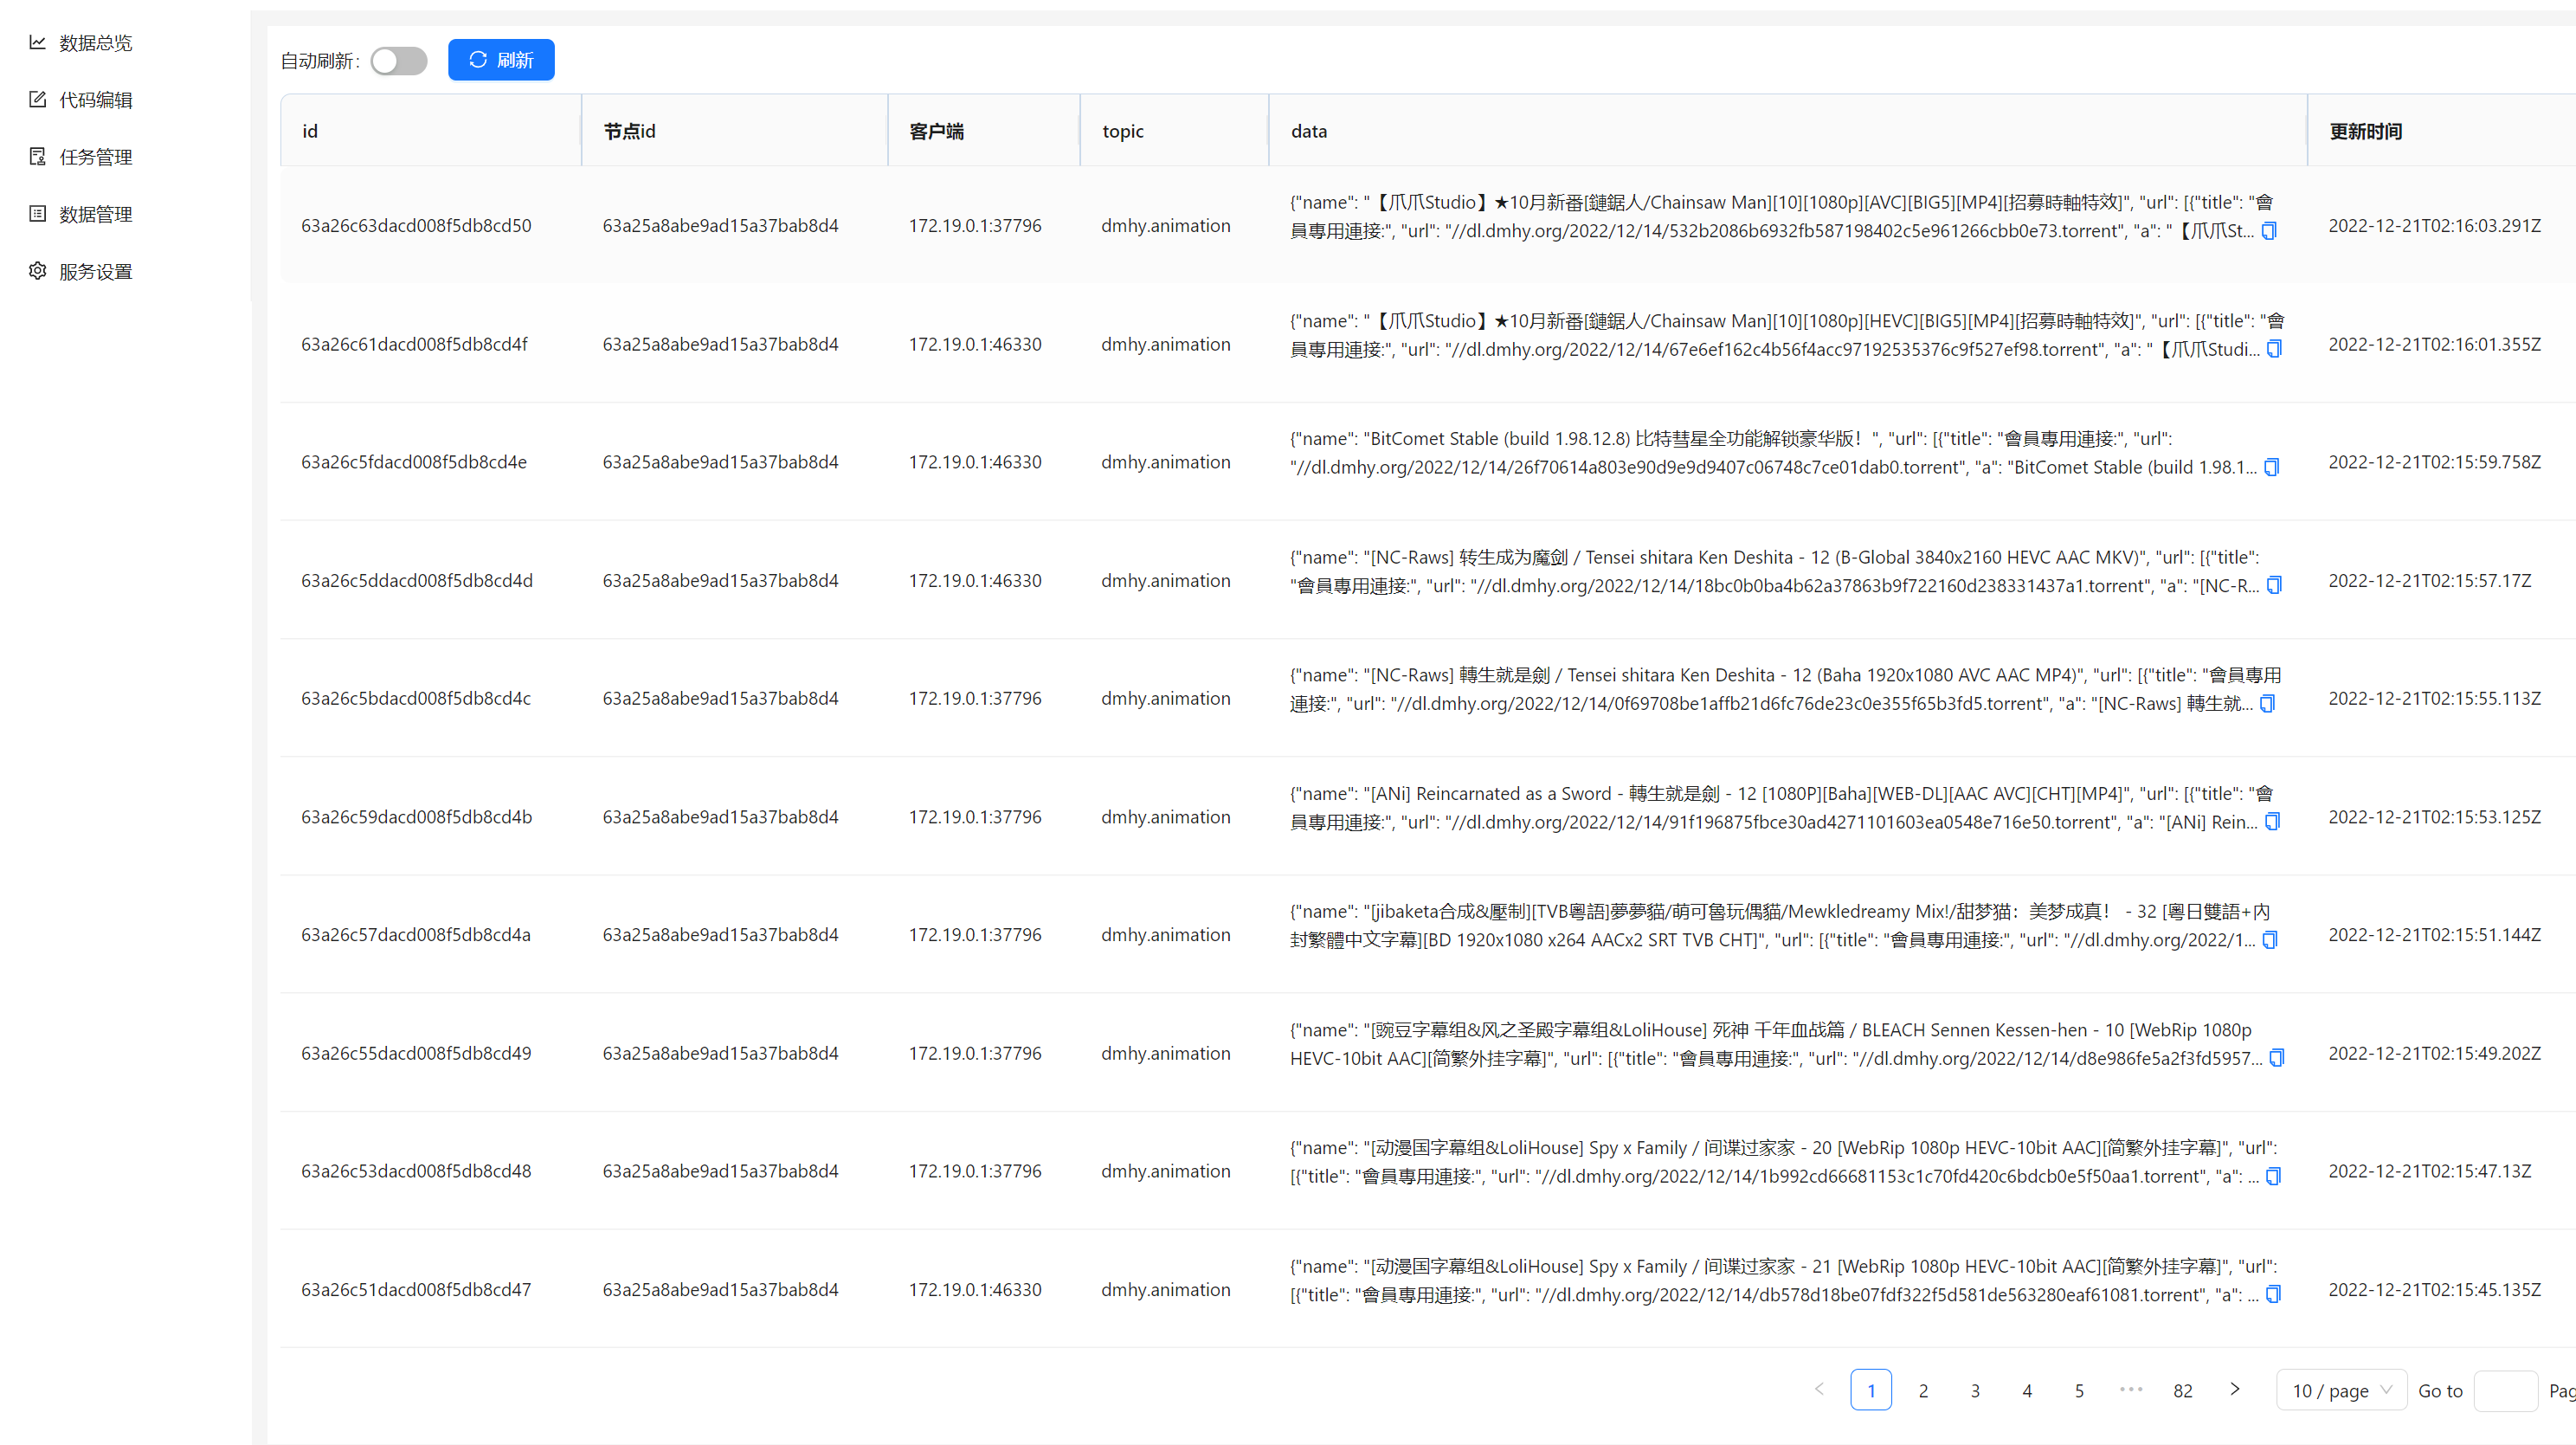 数据总览
代码编辑
任务管理
数据管理
服务设置
自动刷新：
刷新
id
节点id
客户端
topic
data
更新时间
63a26c63dacd008f5db8cd50
63a25a8abe9ad15a37bab8d4
172.19.0.1:37796
dmhy.animation
{"name": "【爪爪Studio】★10月新番[鏈鋸人/Chainsaw Man][10][1080p][AVC][BIG5][MP4][招募時軸特效]", "url": [{"title": "會
員專用連接:", "url": "//dl.dmhy.org/2022/12/14/532b2086b6932fb587198402c5e961266cbb0e73.torrent", "a": "【爪爪St...
2022-12-21T02:16:03.291Z
63a26c61dacd008f5db8cd4f
63a25a8abe9ad15a37bab8d4
172.19.0.1:46330
dmhy.animation
{"name": "【爪爪Studio】★10月新番[鏈鋸人/Chainsaw Man][10][1080p][HEVC][BIG5][MP4][招募時軸特效]", "url": [{"title": "會
員專用連接:", "url": "//dl.dmhy.org/2022/12/14/67e6ef162c4b56f4acc97192535376c9f527ef98.torrent", "a": "【爪爪Studi...
2022-12-21T02:16:01.355Z
63a26c5fdacd008f5db8cd4e
63a25a8abe9ad15a37bab8d4
172.19.0.1:46330
dmhy.animation
{"name": "BitComet Stable (build 1.98.12.8) 比特彗星全功能解锁豪华版！", "url": [{"title": "會員專用連接:", "url":
"//dl.dmhy.org/2022/12/14/26f70614a803e90d9e9d9407c06748c7ce01dab0.torrent", "a": "BitComet Stable (build 1.98.1...
2022-12-21T02:15:59.758Z
63a26c5ddacd008f5db8cd4d
63a25a8abe9ad15a37bab8d4
172.19.0.1:46330
dmhy.animation
{"name": "[NC-Raws] 转生成为魔剑 / Tensei shitara Ken Deshita - 12 (B-Global 3840x2160 HEVC AAC MKV)", "url": [{"title":
"會員專用連接:", "url": "//dl.dmhy.org/2022/12/14/18bc0b0ba4b62a37863b9f722160d238331437a1.torrent", "a": "[NC-R...
2022-12-21T02:15:57.17Z
63a26c5bdacd008f5db8cd4c
63a25a8abe9ad15a37bab8d4
172.19.0.1:37796
dmhy.animation
{"name": "[NC-Raws] 轉生就是劍 / Tensei shitara Ken Deshita - 12 (Baha 1920x1080 AVC AAC MP4)", "url": [{"title": "會員專用
連接:", "url": "//dl.dmhy.org/2022/12/14/0f69708be1affb21d6fc76de23c0e355f65b3fd5.torrent", "a": "[NC-Raws] 轉生就...
2022-12-21T02:15:55.113Z
63a26c59dacd008f5db8cd4b
63a25a8abe9ad15a37bab8d4
172.19.0.1:37796
dmhy.animation
{"name": "[ANi] Reincarnated as a Sword - 轉生就是劍 - 12 [1080P][Baha][WEB-DL][AAC AVC][CHT][MP4]", "url": [{"title": "會
員專用連接:", "url": "//dl.dmhy.org/2022/12/14/91f196875fbce30ad4271101603ea0548e716e50.torrent", "a": "[ANi] Rein...
2022-12-21T02:15:53.125Z
63a26c57dacd008f5db8cd4a
63a25a8abe9ad15a37bab8d4
172.19.0.1:37796
dmhy.animation
{"name": "[jibaketa合成&壓制][TVB粵語]夢夢貓/萌可魯玩偶貓/Mewkledreamy Mix!/甜梦猫：美梦成真！ - 32 [粵日雙語+內
封繁體中文字幕][BD 1920x1080 x264 AACx2 SRT TVB CHT]", "url": [{"title": "會員專用連接:", "url": "//dl.dmhy.org/2022/1...
2022-12-21T02:15:51.144Z
63a26c55dacd008f5db8cd49
63a25a8abe9ad15a37bab8d4
172.19.0.1:37796
dmhy.animation
{"name": "[豌豆字幕组&风之圣殿字幕组&LoliHouse] 死神 千年血战篇 / BLEACH Sennen Kessen-hen - 10 [WebRip 1080p
HEVC-10bit AAC][简繁外挂字幕]", "url": [{"title": "會員專用連接:", "url": "//dl.dmhy.org/2022/12/14/d8e986fe5a2f3fd5957...
2022-12-21T02:15:49.202Z
63a26c53dacd008f5db8cd48
63a25a8abe9ad15a37bab8d4
172.19.0.1:37796
dmhy.animation
{"name": "[动漫国字幕组&LoliHouse] Spy x Family / 间谍过家家 - 20 [WebRip 1080p HEVC-10bit AAC][简繁外挂字幕]", "url":
[{"title": "會員專用連接:", "url": "//dl.dmhy.org/2022/12/14/1b992cd66681153c1c70fd420c6bdcb0e5f50aa1.torrent", "a": ...
2022-12-21T02:15:47.13Z
63a26c51dacd008f5db8cd47
63a25a8abe9ad15a37bab8d4
172.19.0.1:46330
dmhy.animation
{"name": "[动漫国字幕组&LoliHouse] Spy x Family / 间谍过家家 - 21 [WebRip 1080p HEVC-10bit AAC][简繁外挂字幕]", "url":
[{"title": "會員專用連接:", "url": "//dl.dmhy.org/2022/12/14/db578d18be07fdf322f5d581de563280eaf61081.torrent", "a": ...
2022-12-21T02:15:45.135Z
1 2 3 4 5 ••• 82 10 / page Go to Pag